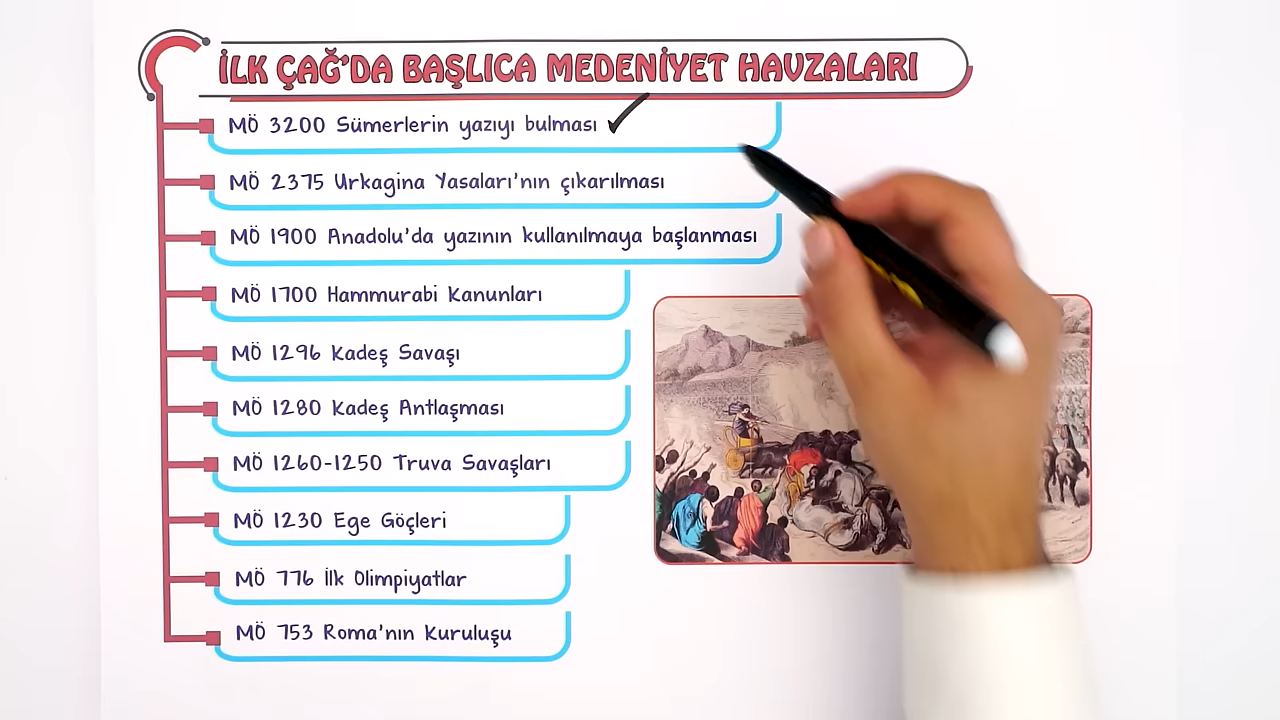 İLK ÇAĞ'DA BAŞLICA MEDENİYET HAVZALARI
MÖ 3200 Sümerlerin yazıyı bulması
MÖ 2375 Urkagina Yasaları'nın çıkarılması
MÖ 1900 Anadolu'da yazının kullanılmaya başlanması
MÖ 1700 Hammurabi Kanunları
MÖ 1296 Kadeş Savaşı
MÖ 1280 Kadeş Antlaşması
MÖ 1260-1250 Truva Savaşları
MÖ 1230 Ege Göçleri
MÖ 776 İlk Olimpiyatlar
MÖ 753 Roma'nın Kuruluşu